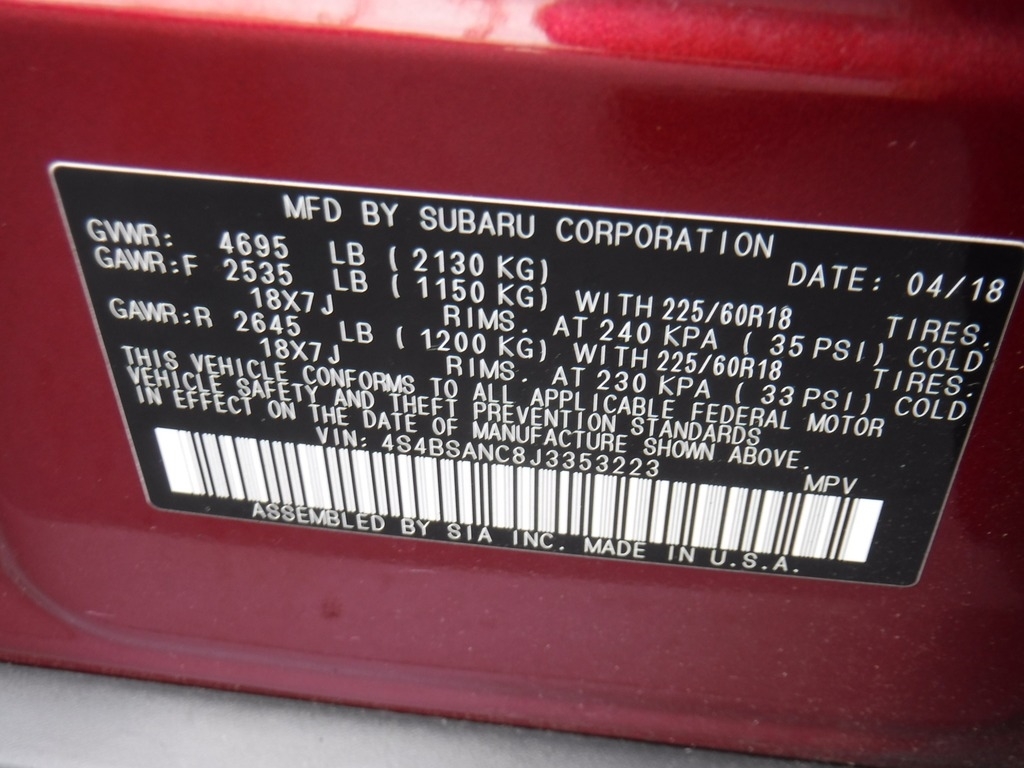 MFD BY SUBARU CORPORATION
GVWR: 4695 LB ( 2130 KG) DATE: 04/18
GAWR:F 2535 LB ( 1150 KG) WITH 225/60R18 TIRES.
18X7J RIMS. AT 240 KPA ( 35 PSI) COLD
GAWR:R 2645 LB ( 1200 KG) WITH 225/60R18 TIRES.
18X7J RIMS. AT 230 KPA ( 33 PSI) COLD
THIS VEHICLE CONFORMS TO ALL APPLICABLE FEDERAL MOTOR
VEHICLE SAFETY AND THEFT PREVENTION STANDARDS
IN EFFECT ON THE DATE OF MANUFACTURE SHOWN ABOVE.
VIN: 4S4BSANC8J3353223 MPV
ASSEMBLED BY SIA INC. MADE IN U.S.A.